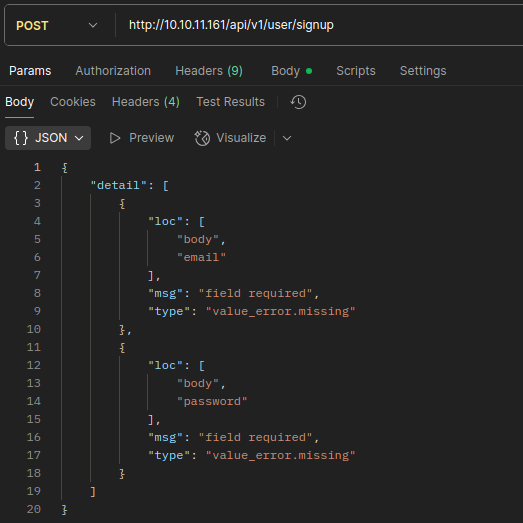 POST http://10.10.11.161/api/v1/user/signup
Params Authorization Headers (9) Body Scripts Settings
Body Cookies Headers (4) Test Results
{ } JSON Preview Visualize
1 {
2 "detail": [
3 {
4 "loc": [
5 "body",
6 "email"
7 ],
8 "msg": "field required",
9 "type": "value_error.missing"
10 },
11 {
12 "loc": [
13 "body",
14 "password"
15 ],
16 "msg": "field required",
17 "type": "value_error.missing"
18 }
19 ]
20 }